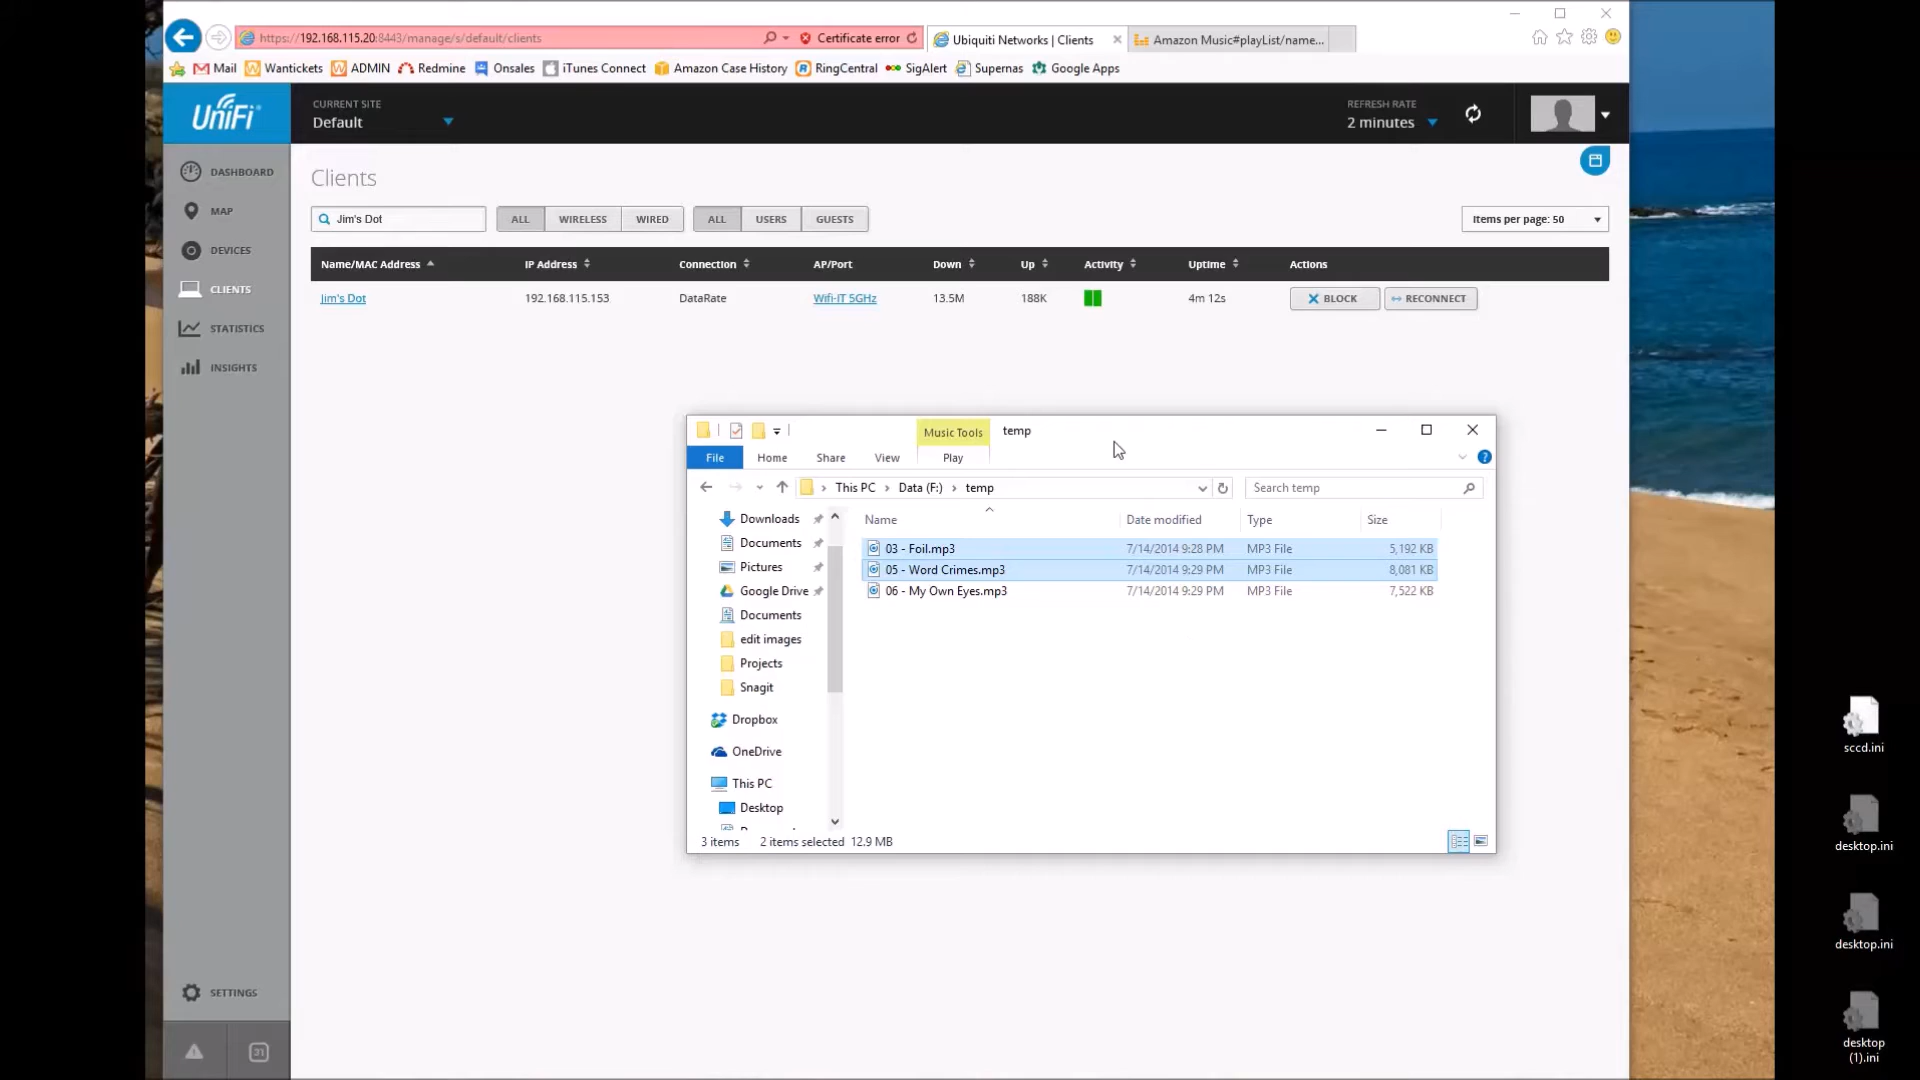 https://192.168.115.20:8443/manage/s/default/clients
Certificate error
Ubiquiti Networks | Clients
Amazon Music#playList/name...
Mail
Wantickets
ADMIN
Redmine
Onsales
iTunes Connect
Amazon Case History
RingCentral
SigAlert
Supernas
Google Apps
UniFi
CURRENT SITE
Default
REFRESH RATE
2 minutes
DASHBOARD
MAP
DEVICES
CLIENTS
STATISTICS
INSIGHTS
SETTINGS
31
Clients
Jim's Dot
ALL WIRELESS WIRED
ALL USERS GUESTS
Items per page: 50
Name/MAC Address IP Address Connection AP/Port Down Up Activity Uptime Actions
Jim's Dot 192.168.115.153 DataRate Wifi-IT 5GHz 13.5M 188K 4m 12s BLOCK RECONNECT
Music Tools temp
File Home Share View Play
This PC › Data (F:) › temp
Search temp
Downloads
Documents
Pictures
Google Drive
Documents
edit images
Projects
Snagit
Dropbox
OneDrive
This PC
Desktop
Name Date modified Type Size
03 - Foil.mp3 7/14/2014 9:28 PM MP3 File 5,192 KB
05 - Word Crimes.mp3 7/14/2014 9:29 PM MP3 File 8,081 KB
06 - My Own Eyes.mp3 7/14/2014 9:29 PM MP3 File 7,522 KB
3 items 2 items selected 12.9 MB
sccd.ini
desktop.ini
desktop.ini
desktop
(1).ini